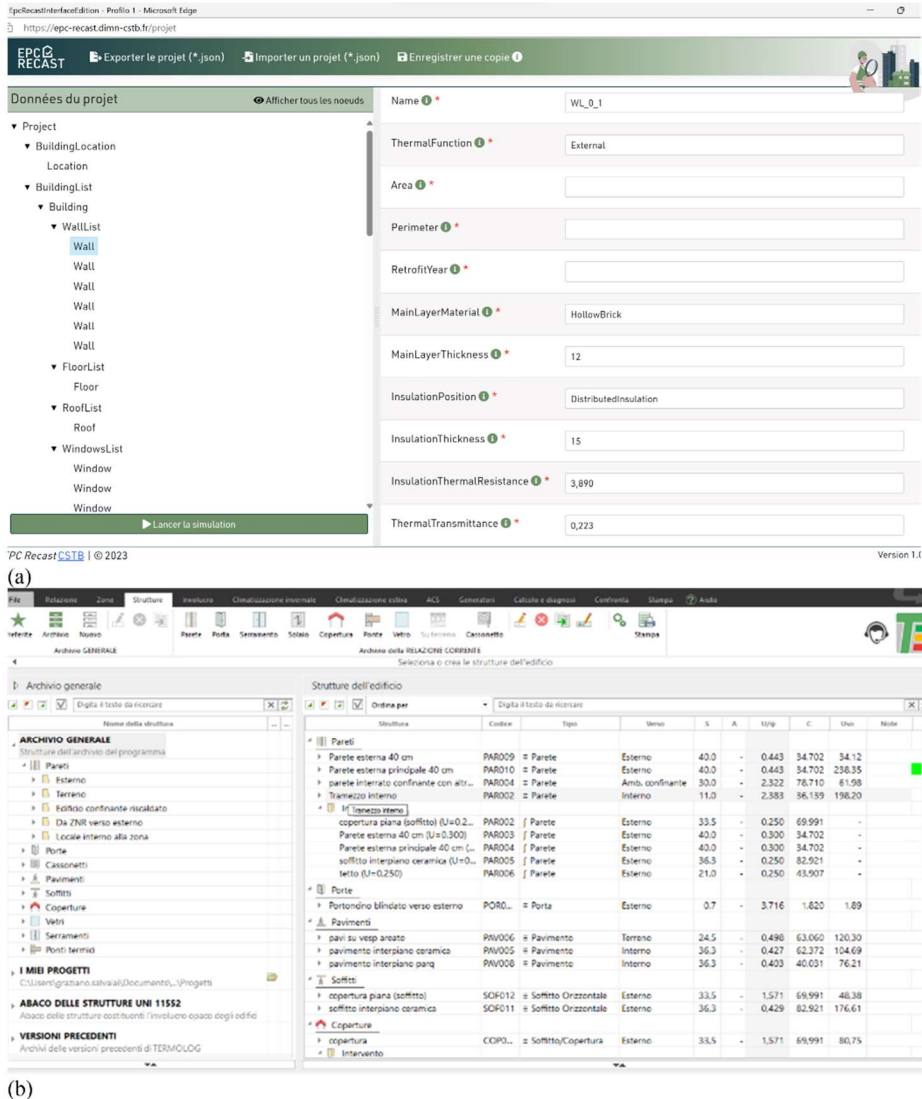 EpcRecastInterfaceEdition - Profilo 1 - Microsoft Edge
https://epc-recast.dimn-cstb.fr/projet
EPC RECAST Exporter le projet (*.json) Importer un projet (*.json) Enregistrer une copie
Données du projet Afficher tous les noeuds
Project
BuildingLocation
Location
BuildingList
Building
WallList
Wall
Wall
Wall
Wall
Wall
Wall
FloorList
Floor
RoofList
Roof
WindowsList
Window
Window
Window
Lancer la simulation
Name * WL_0_1
ThermalFunction * External
Area *
Perimeter *
RetrofitYear *
MainLayerMaterial * HollowBrick
MainLayerThickness * 12
InsulationPosition * DistributedInsulation
InsulationThickness * 15
InsulationThermalResistance * 3,890
ThermalTransmittance * 0,223
EPC Recast CSTB | © 2023 Version 1.0
(a)
File Relazione Zone Strutture Involucro Climatizzazione invernale Climatizzazione estiva ACS Generatori Calcolo e diagnosi Confronta Stampa Aiuto
Archivio Nuovo Parete Porta Serramento Solaio Copertura Ponte Vetro Su terreno Cassonetto Stampa
Archivio GENERALE Archivio della RELAZIONE CORRENTE
Seleziona o crea le strutture dell'edificio
Archivio generale
Digita il testo da ricercare
Nome della struttura
ARCHIVIO GENERALE
Strutture dell'archivio del programma
Pareti
Esterno
Terreno
Edificio confinante riscaldato
Da ZNR verso esterno
Locale interno alla zona
Porte
Cassonetti
Pavimenti
Soffitti
Coperture
Vetri
Serramenti
Ponti termici
I MIEI PROGETTI
C:\Users\graziano.salvalai\Documents\...\Progetti
ABACO DELLE STRUTTURE UNI 11552
Abaco delle strutture costituenti l'involucro opaco degli edifici
VERSIONI PRECEDENTI
Archivi delle versioni precedenti di TERMOLOG
Strutture dell'edificio
Ordina per Digita il testo da ricercare
Struttura Codice Tipo Verso S A U/ψ C Uvo Note
Pareti
Parete esterna 40 cm PAR009 Parete Esterno 40.0 - 0.443 34.702 34.12
Parete esterna principale 40 cm PAR010 Parete Esterno 40.0 - 0.443 34.702 238.35
parete interrato confinante con altr... PAR004 Parete Amb. confinante 30.0 - 2.322 78.710 61.98
Tramezzo interno PAR002 Parete Interno 11,0 - 2.383 36,139 198.20
Tramezzo interno
copertura piana (soffitto) (U=0.2... PAR002 Parete Esterno 33.5 - 0.250 69.991 -
Parete esterna 40 cm (U=0.300) PAR003 Parete Esterno 40.0 - 0.300 34.702 -
Parete esterna principale 40 cm (... PAR004 Parete Esterno 40.0 - 0.300 34.702 -
soffitto interpiano ceramica (U=0... PAR005 Parete Esterno 36.3 - 0.250 82.921 -
tetto (U=0,250) PAR006 Parete Esterno 21.0 - 0.250 43.907 -
Porte
Portoncino blindato verso esterno POR0... Porta Esterno 0.7 - 3.716 1.820 1.89
Pavimenti
pavi su vesp areato PAV006 Pavimento Terreno 24,5 - 0,498 63.060 120,30
pavimento interpiano ceramica PAV005 Pavimento Interno 36,3 - 0.427 62.372 104.69
pavimento interpiano parq PAV008 Pavimento Interno 36.3 - 0.403 40.031 76.21
Soffitti
copertura piana (soffitto) SOF012 Soffitto Orizzontale Esterno 33,5 - 1,571 69,991 48,38
soffitto interpiano ceramica SOF011 Soffitto Orizzontale Esterno 36,3 - 0,429 82,921 176,61
Coperture
copertura COP0... Soffitto/Copertura Esterno 33,5 - 1,571 69,991 80,75
Intervento
(b)